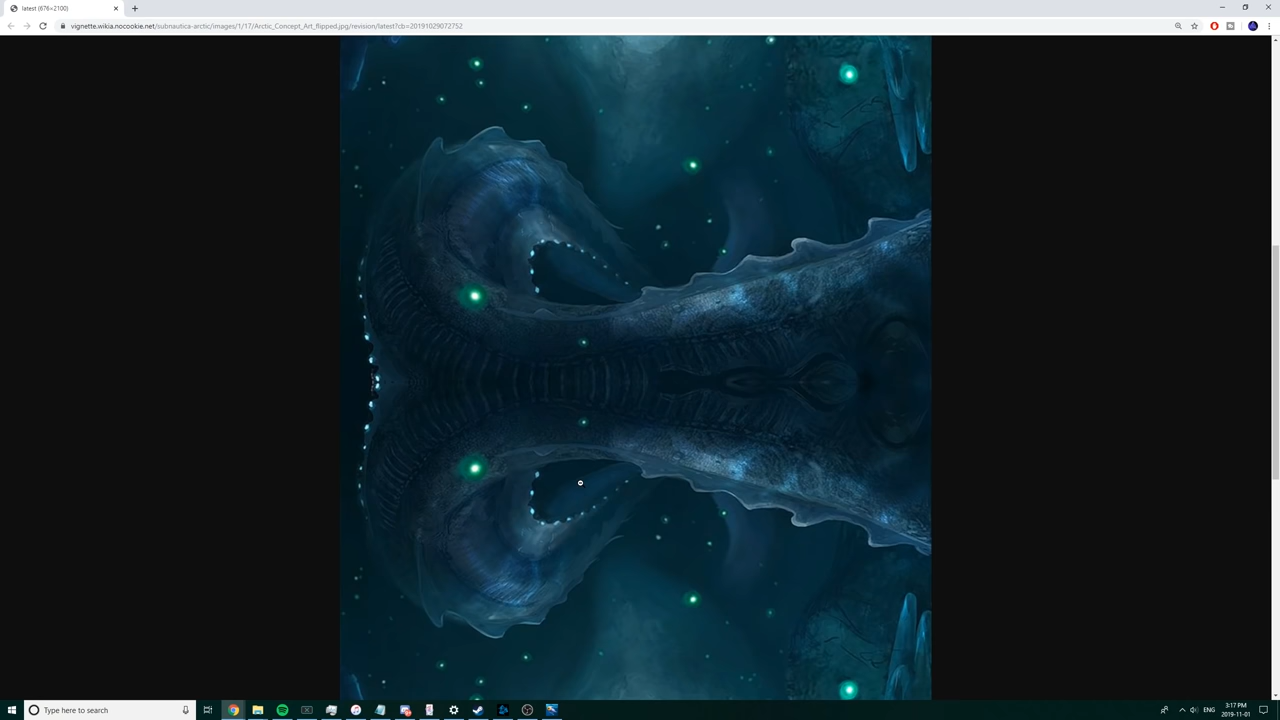 latest (676×2100)
vignette.wikia.nocookie.net/subnautica-arctic/images/1/17/Arctic_Concept_Art_flipped.jpg/revision/latest?cb=20191029072752
Type here to search
ENG
3:17 PM
2019-11-01